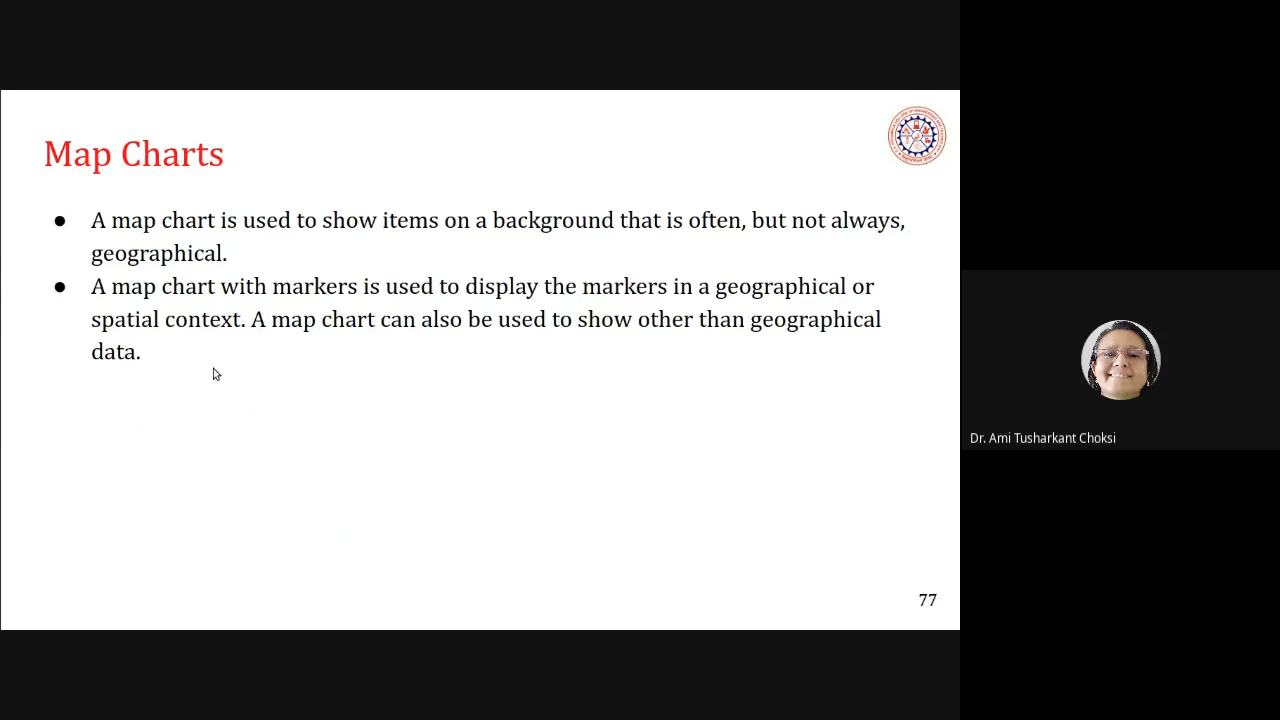 Map Charts
● A map chart is used to show items on a background that is often, but not always,
geographical.
● A map chart with markers is used to display the markers in a geographical or
spatial context. A map chart can also be used to show other than geographical
data.
77
Dr. Ami Tusharkant Choksi